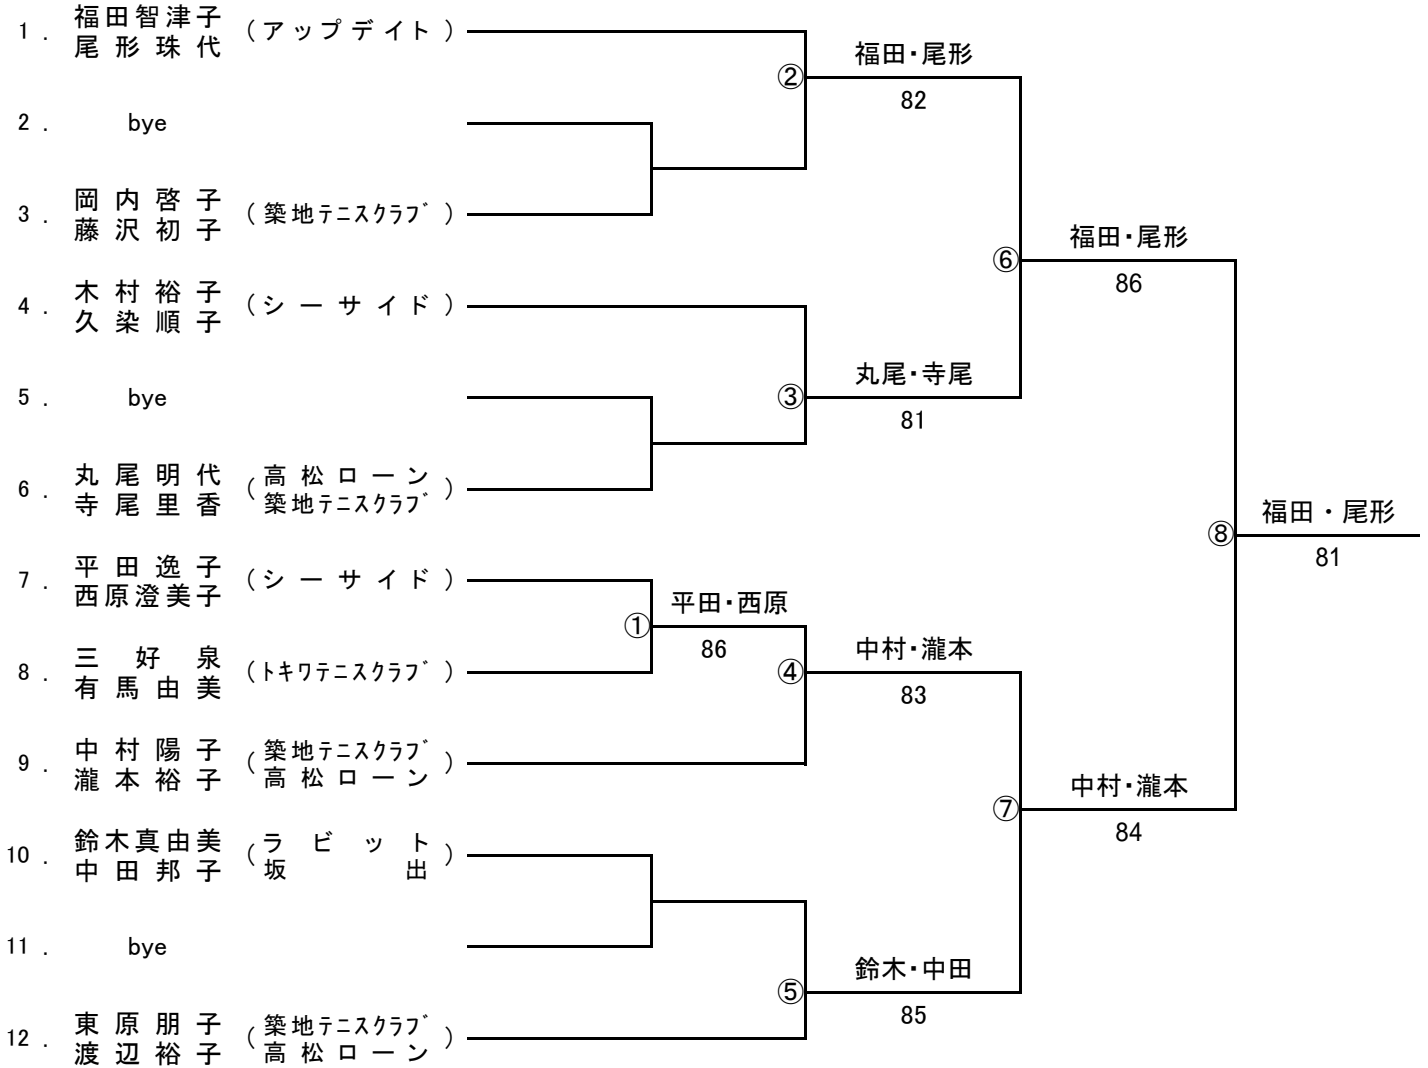 1 . 福田智津子 (アップデイト)
尾形珠代
2 . bye
3 . 岡内啓子 (築地テニスクラブ)
藤沢初子
4 . 木村裕子 (シーサイド)
久染順子
5 . bye
6 . 丸尾明代 (高松ローン
寺尾里香 築地テニスクラブ)
7 . 平田逸子 (シーサイド)
西原澄美子
8 . 三好泉 (トキワテニスクラブ)
有馬由美
9 . 中村陽子 (築地テニスクラブ
瀧本裕子 高松ローン)
10 . 鈴木真由美 (ラビット
中田邦子 坂出)
11 . bye
12 . 東原朋子 (築地テニスクラブ
渡辺裕子 高松ローン)
① 平田・西原
86
② 福田・尾形
82
③ 丸尾・寺尾
81
④ 中村・瀧本
83
⑤ 鈴木・中田
85
⑥ 福田・尾形
86
⑦ 中村・瀧本
84
⑧ 福田・尾形
81